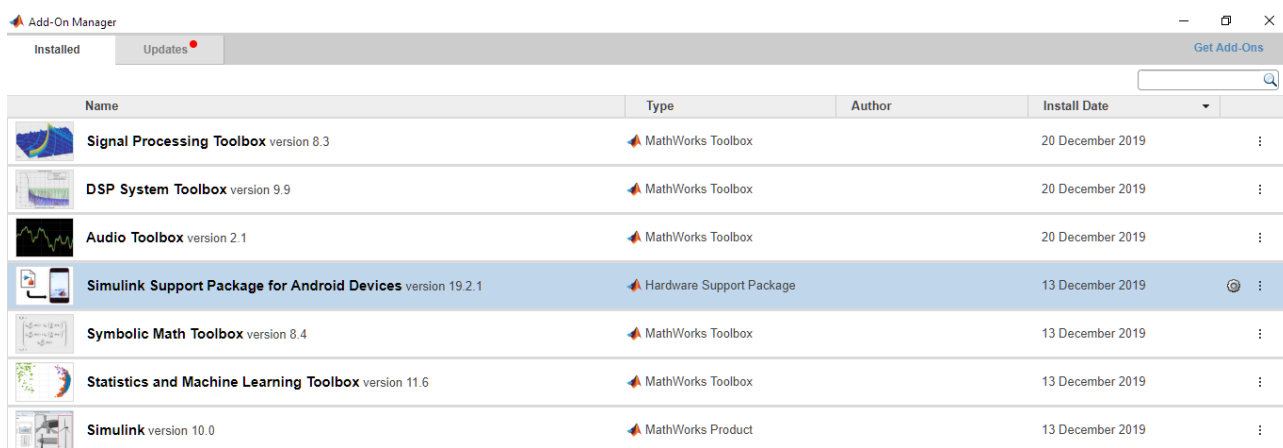 Add-On Manager
Installed Updates Get Add-Ons
Name Type Author Install Date
Signal Processing Toolbox version 8.3 MathWorks Toolbox 20 December 2019
DSP System Toolbox version 9.9 MathWorks Toolbox 20 December 2019
Audio Toolbox version 2.1 MathWorks Toolbox 20 December 2019
Simulink Support Package for Android Devices version 19.2.1 Hardware Support Package 13 December 2019
Symbolic Math Toolbox version 8.4 MathWorks Toolbox 13 December 2019
Statistics and Machine Learning Toolbox version 11.6 MathWorks Toolbox 13 December 2019
Simulink version 10.0 MathWorks Product 13 December 2019